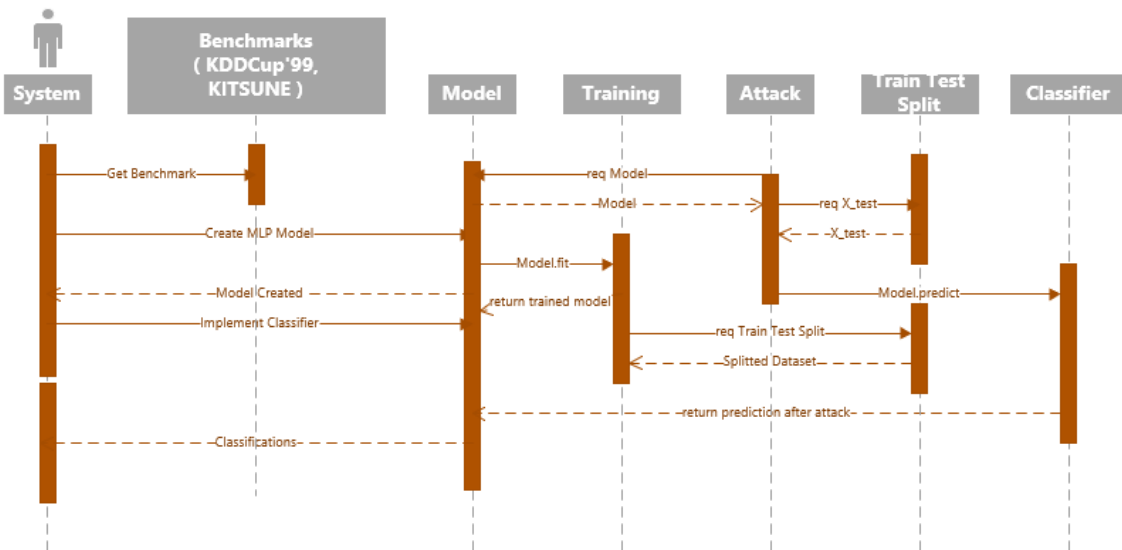 Benchmarks
( KDDCup'99,
KITSUNE )
System
Model
Training
Attack
Train Test
Split
Classifier
Get Benchmark
req Model
Model
req X_test
Create MLP Model
X_test
Model.fit
Model Created
return trained model
Model.predict
Implement Classifier
req Train Test Split
Splitted Dataset
return prediction after attack
Classifications